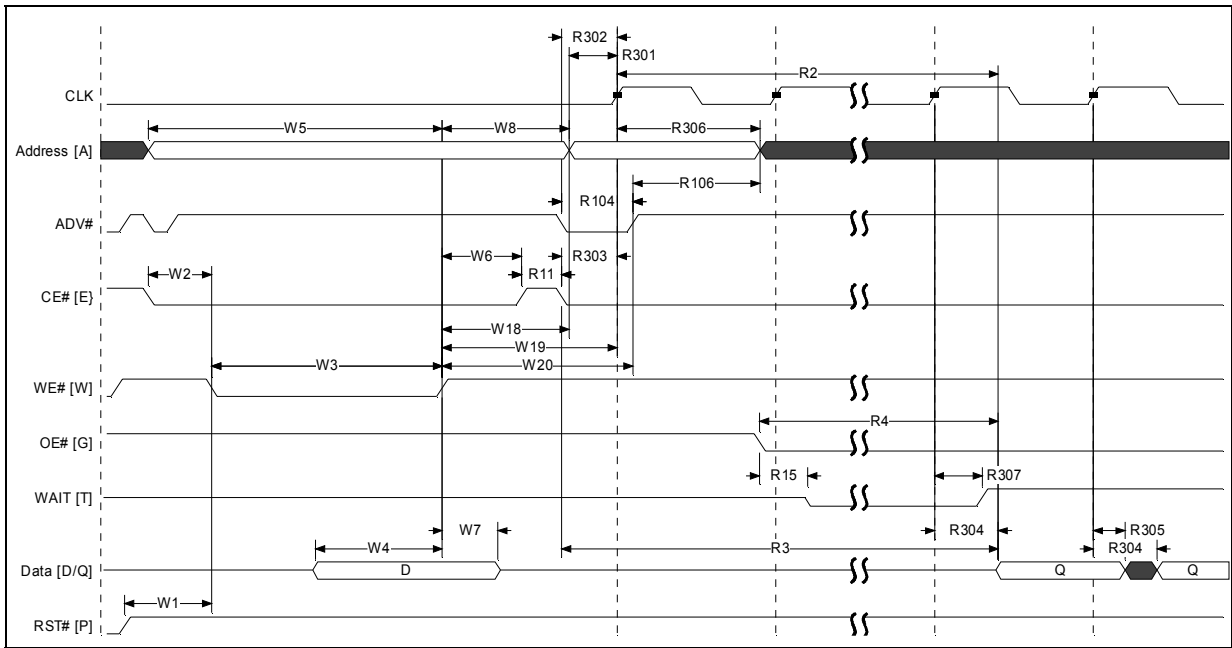 R302
R301
R2
CLK
W5
W8
R306
Address [A]
R106
R104
ADV#
W6
R303
W2
R11
CE# [E}
W18
W19
W3
W20
WE# [W]
R4
OE# [G]
R15
R307
WAIT [T]
W7
R304
R305
W4
R3
R304
Data [D/Q]
D
Q
Q
W1
RST# [P]